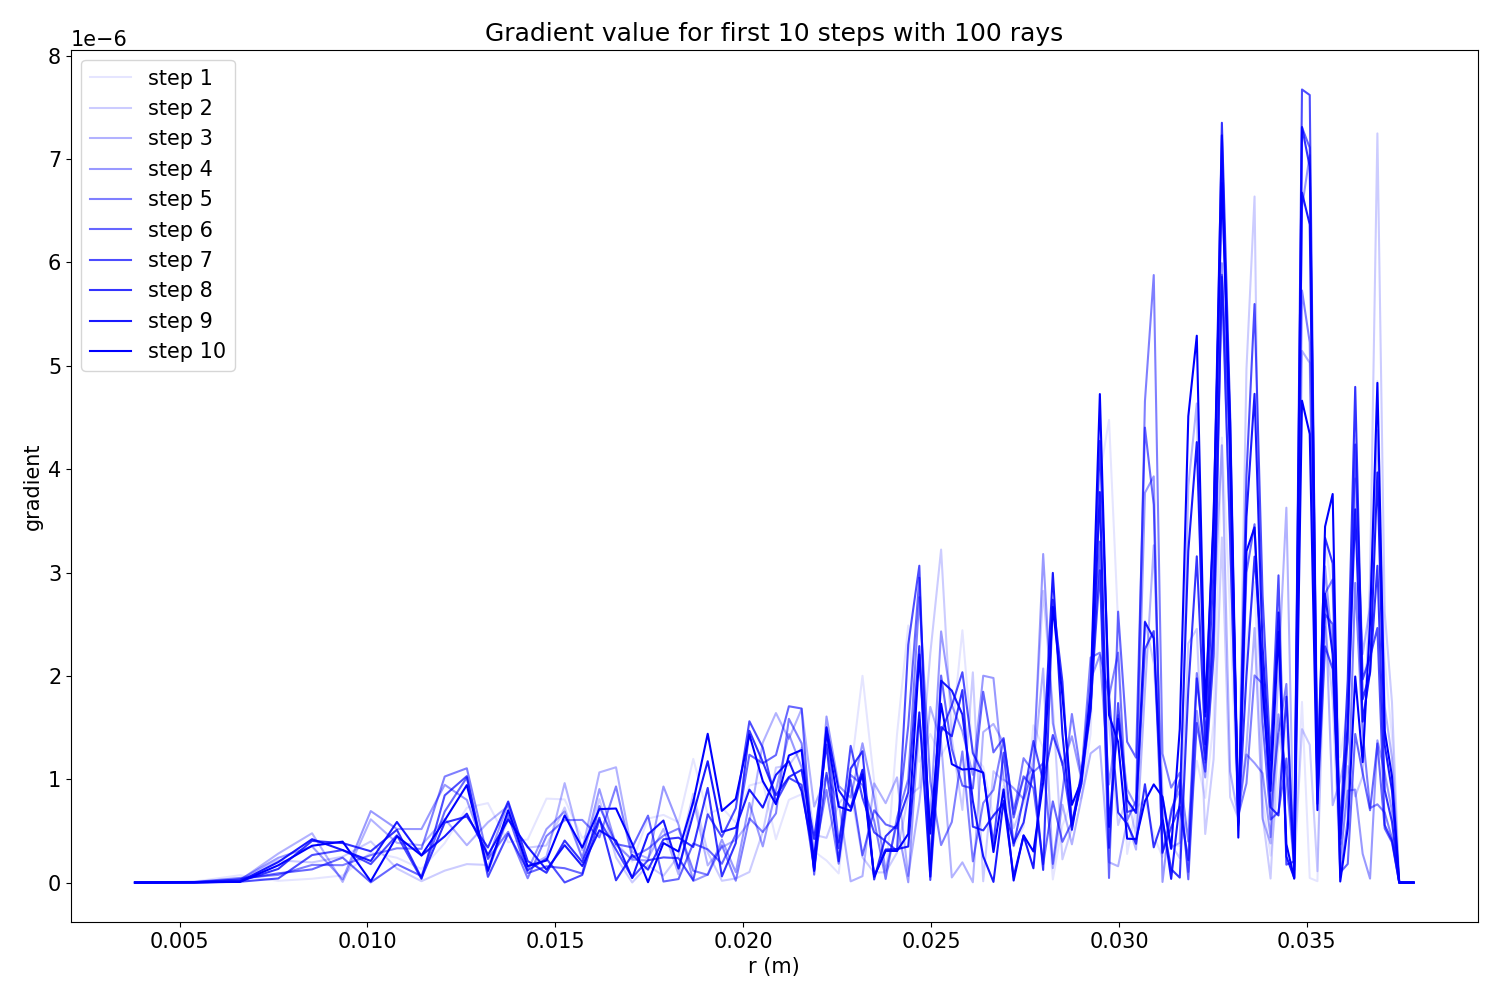 Gradient value for first 10 steps with 100 rays
1e−6
8
7
6
5
4
3
2
1
0
gradient
step 1
step 2
step 3
step 4
step 5
step 6
step 7
step 8
step 9
step 10
0.005 0.010 0.015 0.020 0.025 0.030 0.035
r (m)